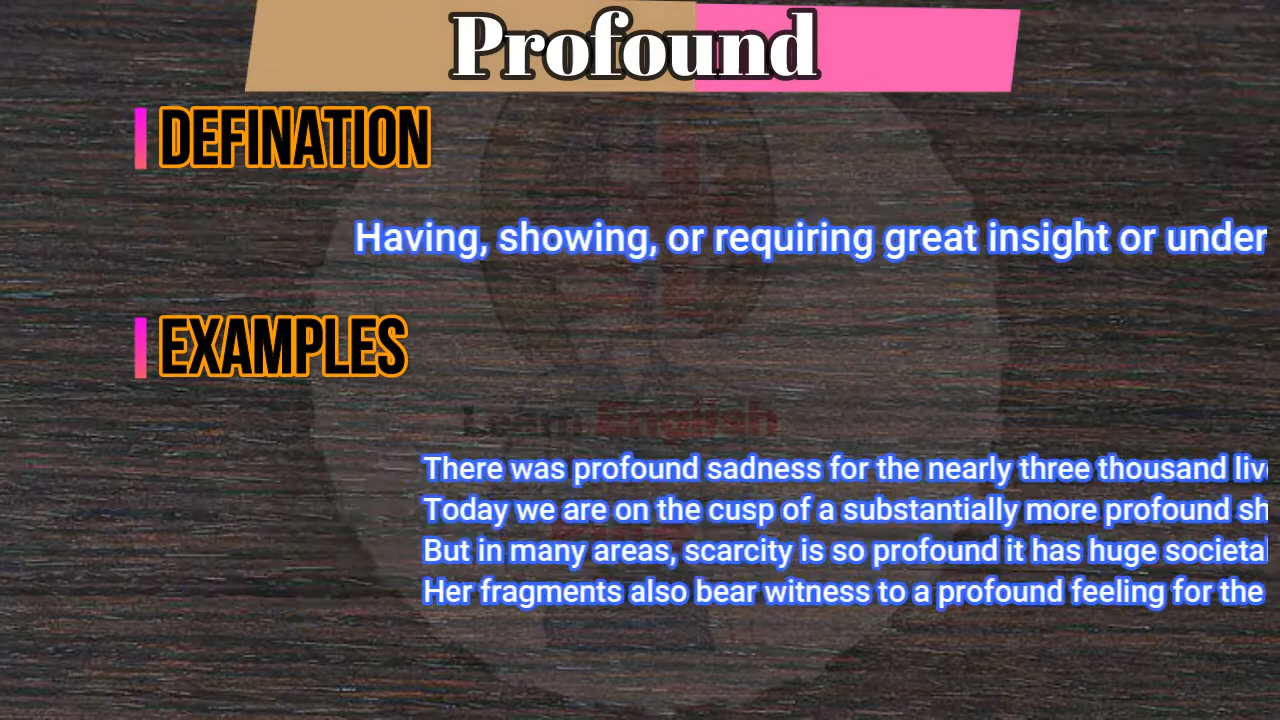 Profound
DEFINATION
Having, showing, or requiring great insight or under
EXAMPLES
Learn English
There was profound sadness for the nearly three thousand liv
Today we are on the cusp of a substantially more profound sh
But in many areas, scarcity is so profound it has huge societal
Her fragments also bear witness to a profound feeling for the